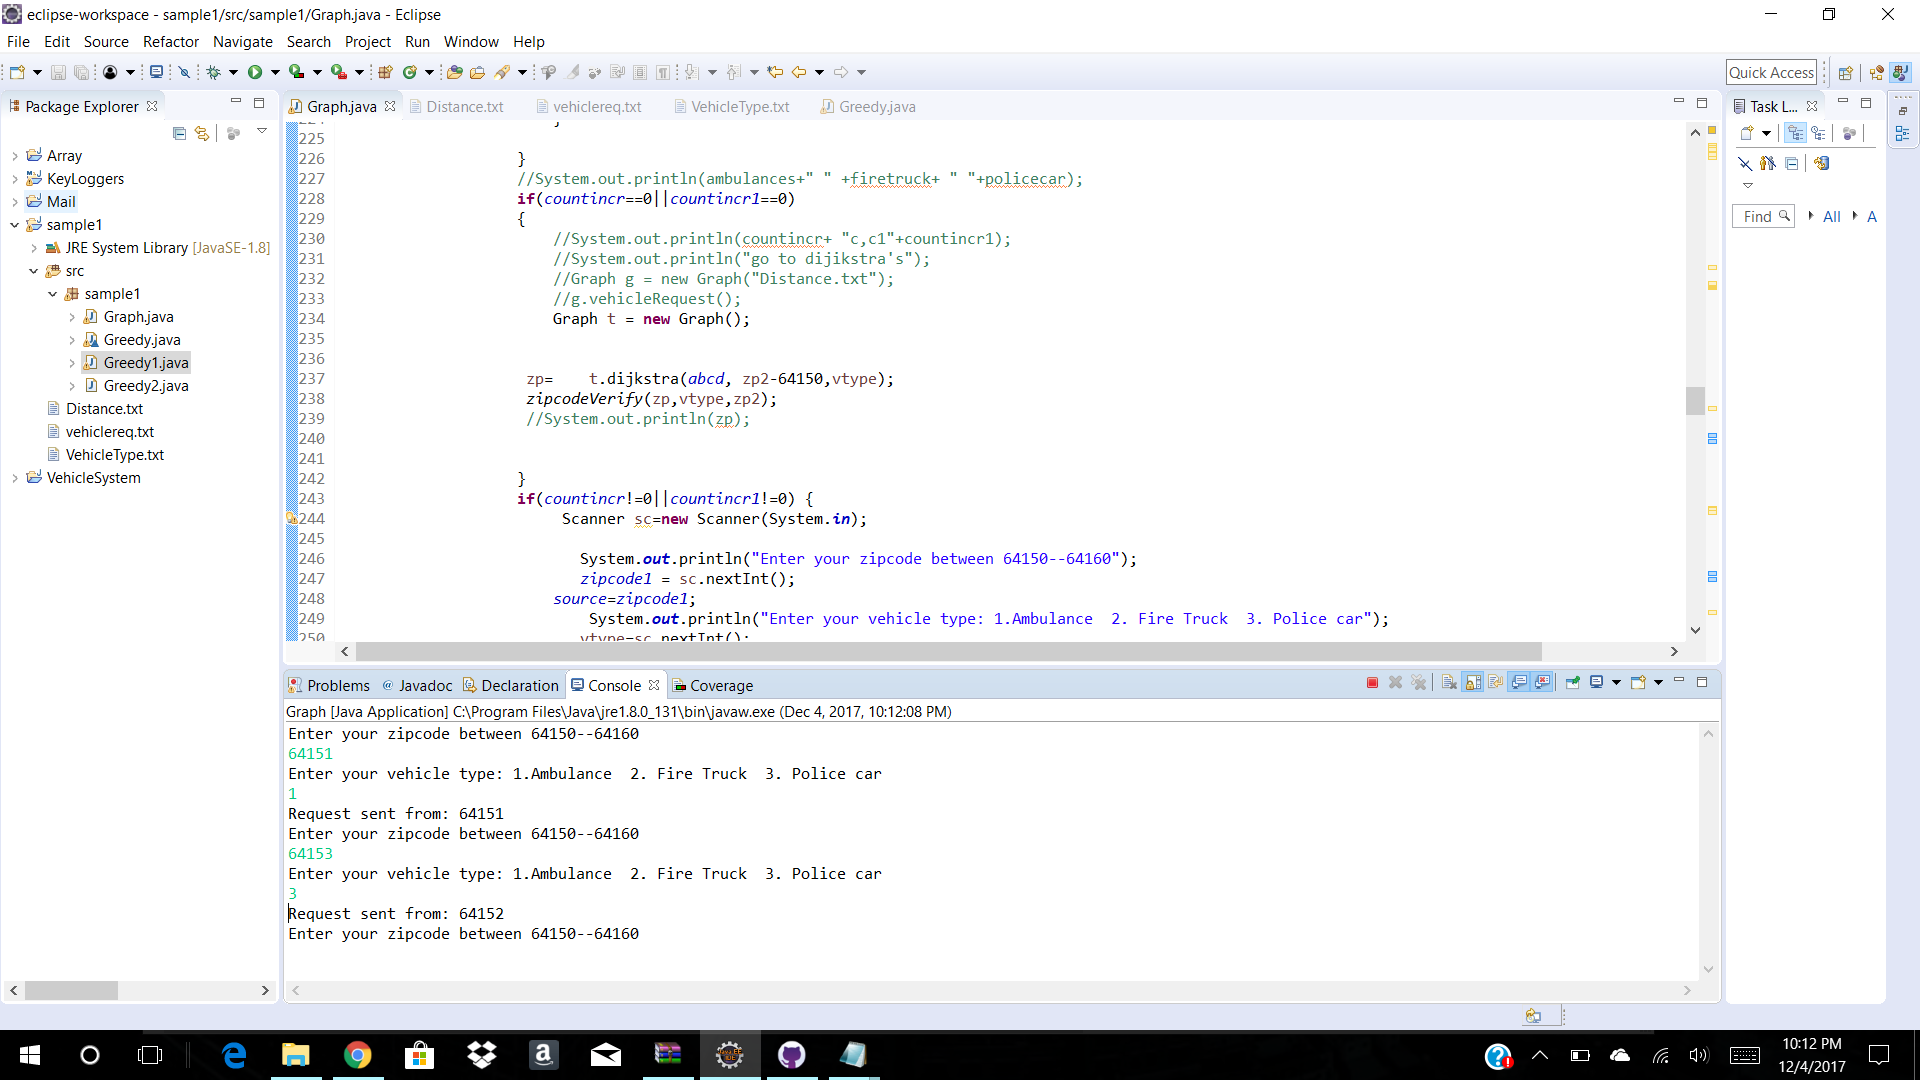 eclipse-workspace - sample1/src/sample1/Graph.java - Eclipse
File Edit Source Refactor Navigate Search Project Run Window Help
Quick Access
Package Explorer
Graph.java Distance.txt vehiclereq.txt VehicleType.txt Greedy.java
Task L...
Array
KeyLoggers
Mail
sample1
JRE System Library [JavaSE-1.8]
src
sample1
Graph.java
Greedy.java
Greedy1.java
Greedy2.java
Distance.txt
vehiclereq.txt
VehicleType.txt
VehicleSystem
224 }
225
226 }
227 //System.out.println(ambulances+" " +firetruck+ " "+policecar);
228 if(countincr==0||countincr1==0)
229 {
230 //System.out.println(countincr+ "c,c1"+countincr1);
231 //System.out.println("go to dijikstra's");
232 //Graph g = new Graph("Distance.txt");
233 //g.vehicleRequest();
234 Graph t = new Graph();
235
236
237 zp= t.dijkstra(abcd, zp2-64150,vtype);
238 zipcodeVerify(zp,vtype,zp2);
239 //System.out.println(zp);
240
241
242 }
243 if(countincr!=0||countincr1!=0) {
244 Scanner sc=new Scanner(System.in);
245
246 System.out.println("Enter your zipcode between 64150--64160");
247 zipcode1 = sc.nextInt();
248 source=zipcode1;
249 System.out.println("Enter your vehicle type: 1.Ambulance  2. Fire Truck  3. Police car");
250 vtype=sc.nextInt();
Find All A
Problems @ Javadoc Declaration Console Coverage
Graph [Java Application] C:\Program Files\Java\jre1.8.0_131\bin\javaw.exe (Dec 4, 2017, 10:12:08 PM)
Enter your zipcode between 64150--64160
64151
Enter your vehicle type: 1.Ambulance  2. Fire Truck  3. Police car
1
Request sent from: 64151
Enter your zipcode between 64150--64160
64153
Enter your vehicle type: 1.Ambulance  2. Fire Truck  3. Police car
3
Request sent from: 64152
Enter your zipcode between 64150--64160
10:12 PM
12/4/2017